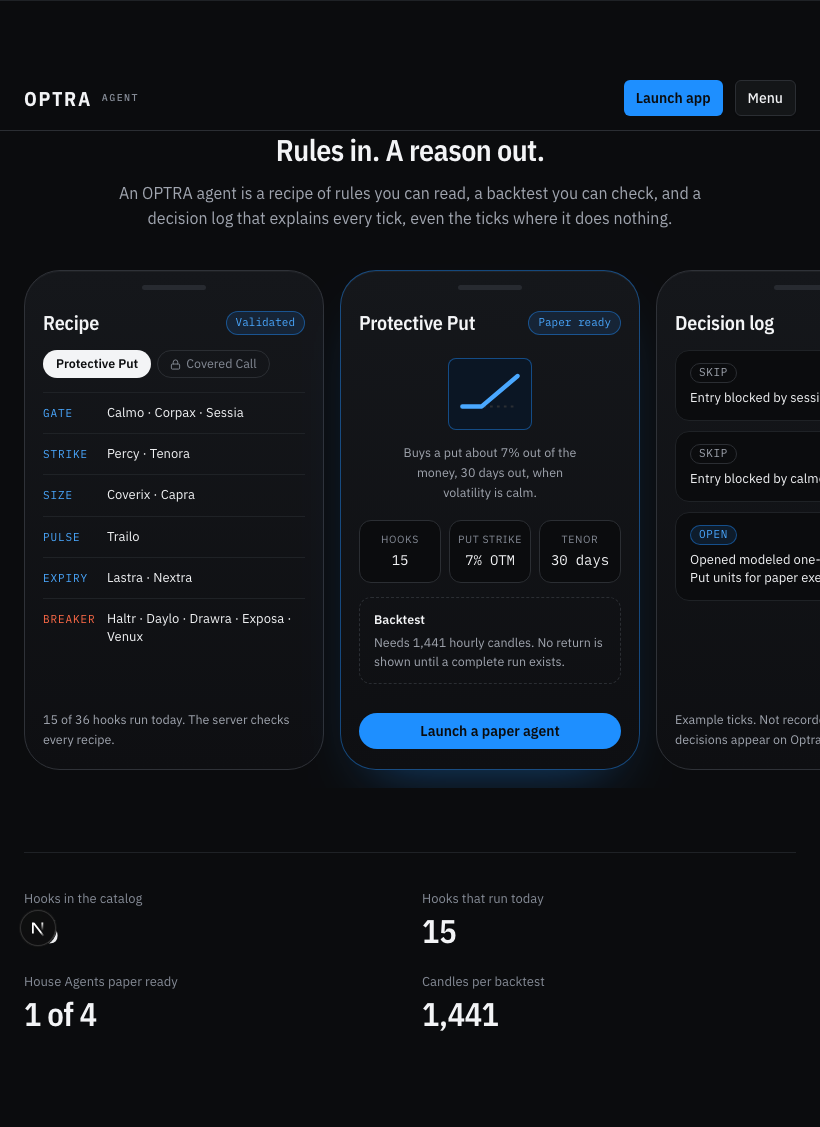 OPTRA AGENT
Launch app
Menu
Rules in. A reason out.
An OPTRA agent is a recipe of rules you can read, a backtest you can check, and a
decision log that explains every tick, even the ticks where it does nothing.
Recipe
Validated
Protective Put
Covered Call
GATE Calmo · Corpax · Sessia
STRIKE Percy · Tenora
SIZE Coverix · Capra
PULSE Trailo
EXPIRY Lastra · Nextra
BREAKER Haltr · Daylo · Drawra · Exposa ·
Venux
15 of 36 hooks run today. The server checks
every recipe.
Protective Put
Paper ready
Buys a put about 7% out of the
money, 30 days out, when
volatility is calm.
HOOKS
15
PUT STRIKE
7% OTM
TENOR
30 days
Backtest
Needs 1,441 hourly candles. No return is
shown until a complete run exists.
Launch a paper agent
Decision log
SKIP
Entry blocked by
SKIP
Entry blocked by
OPEN
Opened modeled
Put units for paper
Example ticks. Not
decisions appear on
Hooks in the catalog
N
Hooks that run today
15
House Agents paper ready
1 of 4
Candles per backtest
1,441